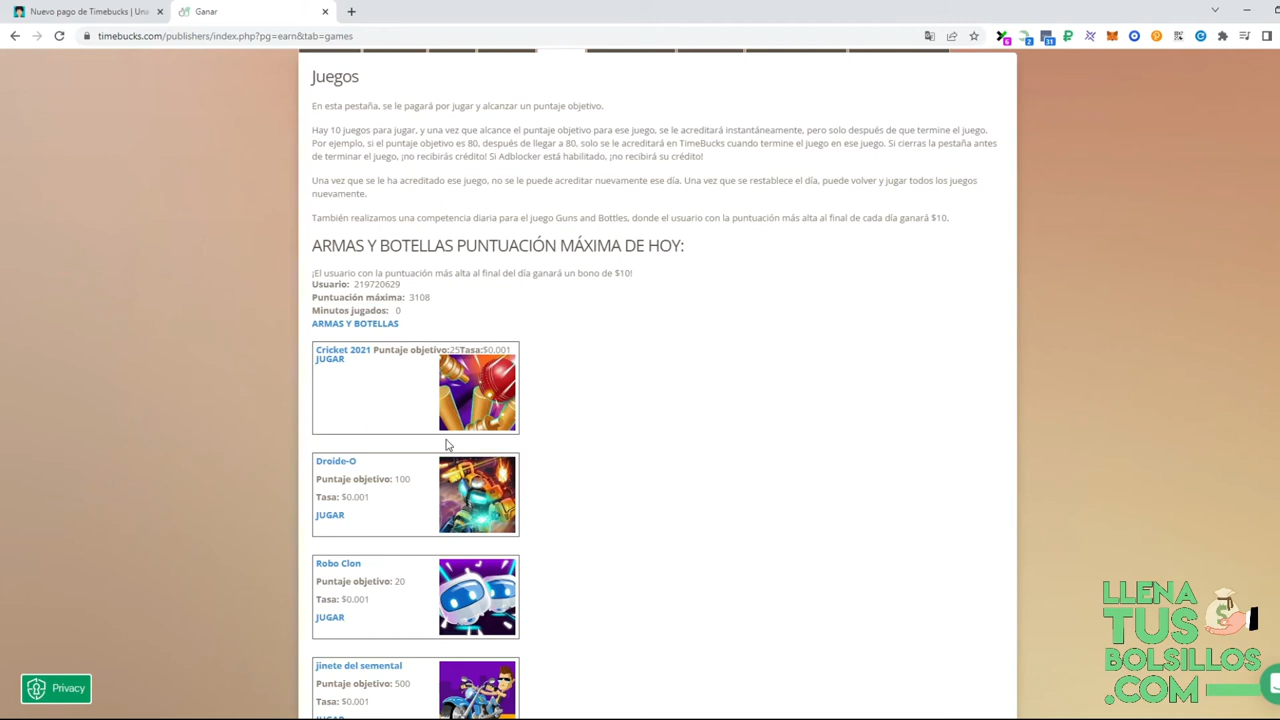 Nuevo pago de Timebucks | Una
Ganar
timebucks.com/publishers/index.php?pg=earn&tab=games
6
2
31
Juegos
En esta pestaña, se le pagará por jugar y alcanzar un puntaje objetivo.
Hay 10 juegos para jugar, y una vez que alcance el puntaje objetivo para ese juego, se le acreditará instantáneamente, pero solo después de que termine el juego.
Por ejemplo, si el puntaje objetivo es 80, después de llegar a 80, solo se le acreditará en TimeBucks cuando termine el juego en ese juego. Si cierras la pestaña antes
de terminar el juego, ¡no recibirás crédito! Si Adblocker está habilitado, ¡no recibirá su crédito!
Una vez que se le ha acreditado ese juego, no se le puede acreditar nuevamente ese día. Una vez que se restablece el día, puede volver y jugar todos los juegos
nuevamente.
También realizamos una competencia diaria para el juego Guns and Bottles, donde el usuario con la puntuación más alta al final de cada día ganará $10.
ARMAS Y BOTELLAS PUNTUACIÓN MÁXIMA DE HOY:
¡El usuario con la puntuación más alta al final del día ganará un bono de $10!
Usuario: 219720629
Puntuación máxima: 3108
Minutos jugados: 0
ARMAS Y BOTELLAS
Cricket 2021 Puntaje objetivo:25Tasa:$0.001
JUGAR
Droide-O
Puntaje objetivo: 100
Tasa: $0.001
JUGAR
Robo Clon
Puntaje objetivo: 20
Tasa: $0.001
JUGAR
jinete del semental
Puntaje objetivo: 500
Tasa: $0.001
JUGAR
Privacy
LLENA
TUS
BOLSILLOS
.COM